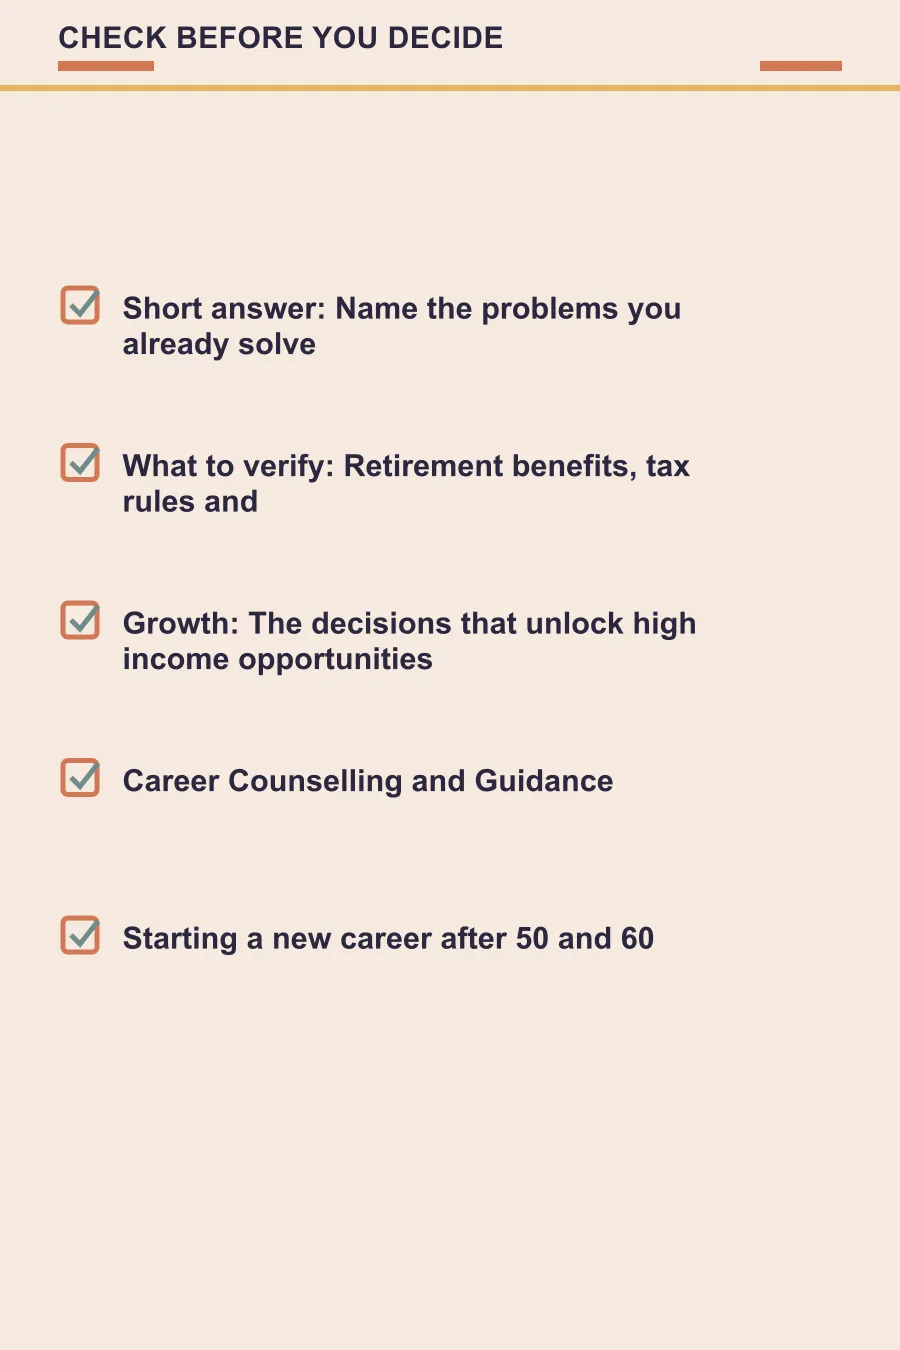 CHECK BEFORE YOU DECIDE
Short answer: Name the problems you
already solve
What to verify: Retirement benefits, tax
rules and
Growth: The decisions that unlock high
income opportunities
Career Counselling and Guidance
Starting a new career after 50 and 60